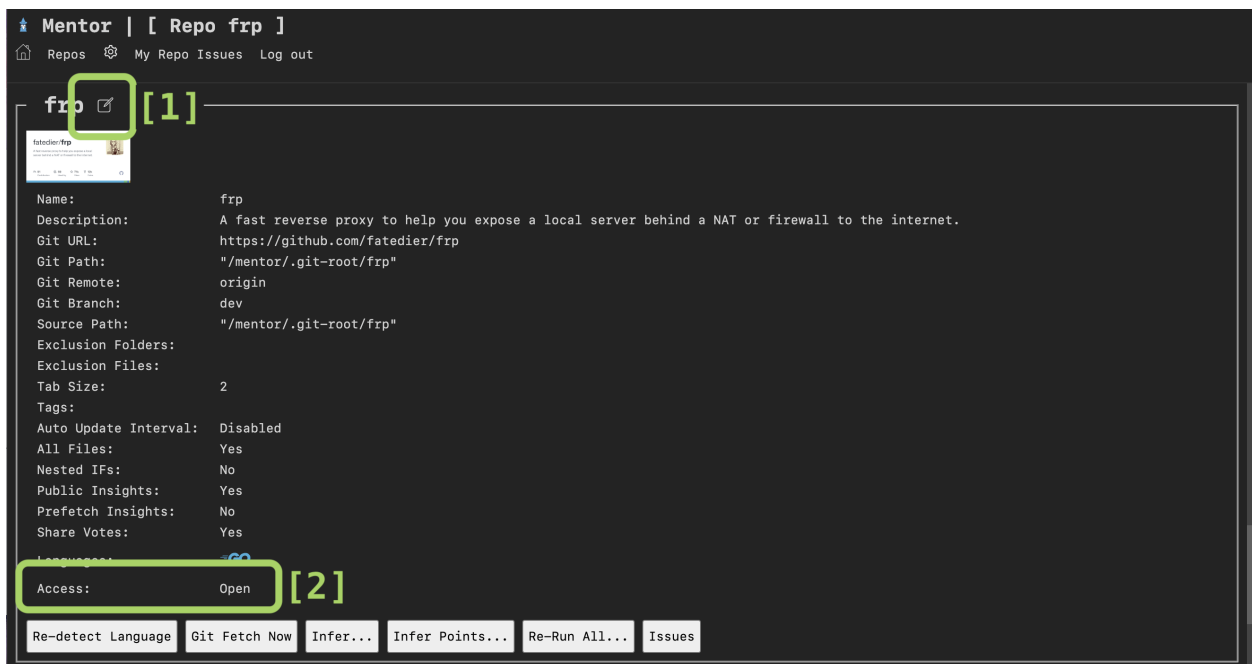 Mentor | [ Repo frp ]
Repos My Repo Issues Log out
frp [1]
fatedier/frp
Name: frp
Description: A fast reverse proxy to help you expose a local server behind a NAT or firewall to the internet.
Git URL: https://github.com/fatedier/frp
Git Path: "/mentor/.git-root/frp"
Git Remote: origin
Git Branch: dev
Source Path: "/mentor/.git-root/frp"
Exclusion Folders:
Exclusion Files:
Tab Size: 2
Tags:
Auto Update Interval: Disabled
All Files: Yes
Nested IFs: No
Public Insights: Yes
Prefetch Insights: No
Share Votes: Yes
Languages: GO
Access: Open [2]
Re-detect Language Git Fetch Now Infer... Infer Points... Re-Run All... Issues